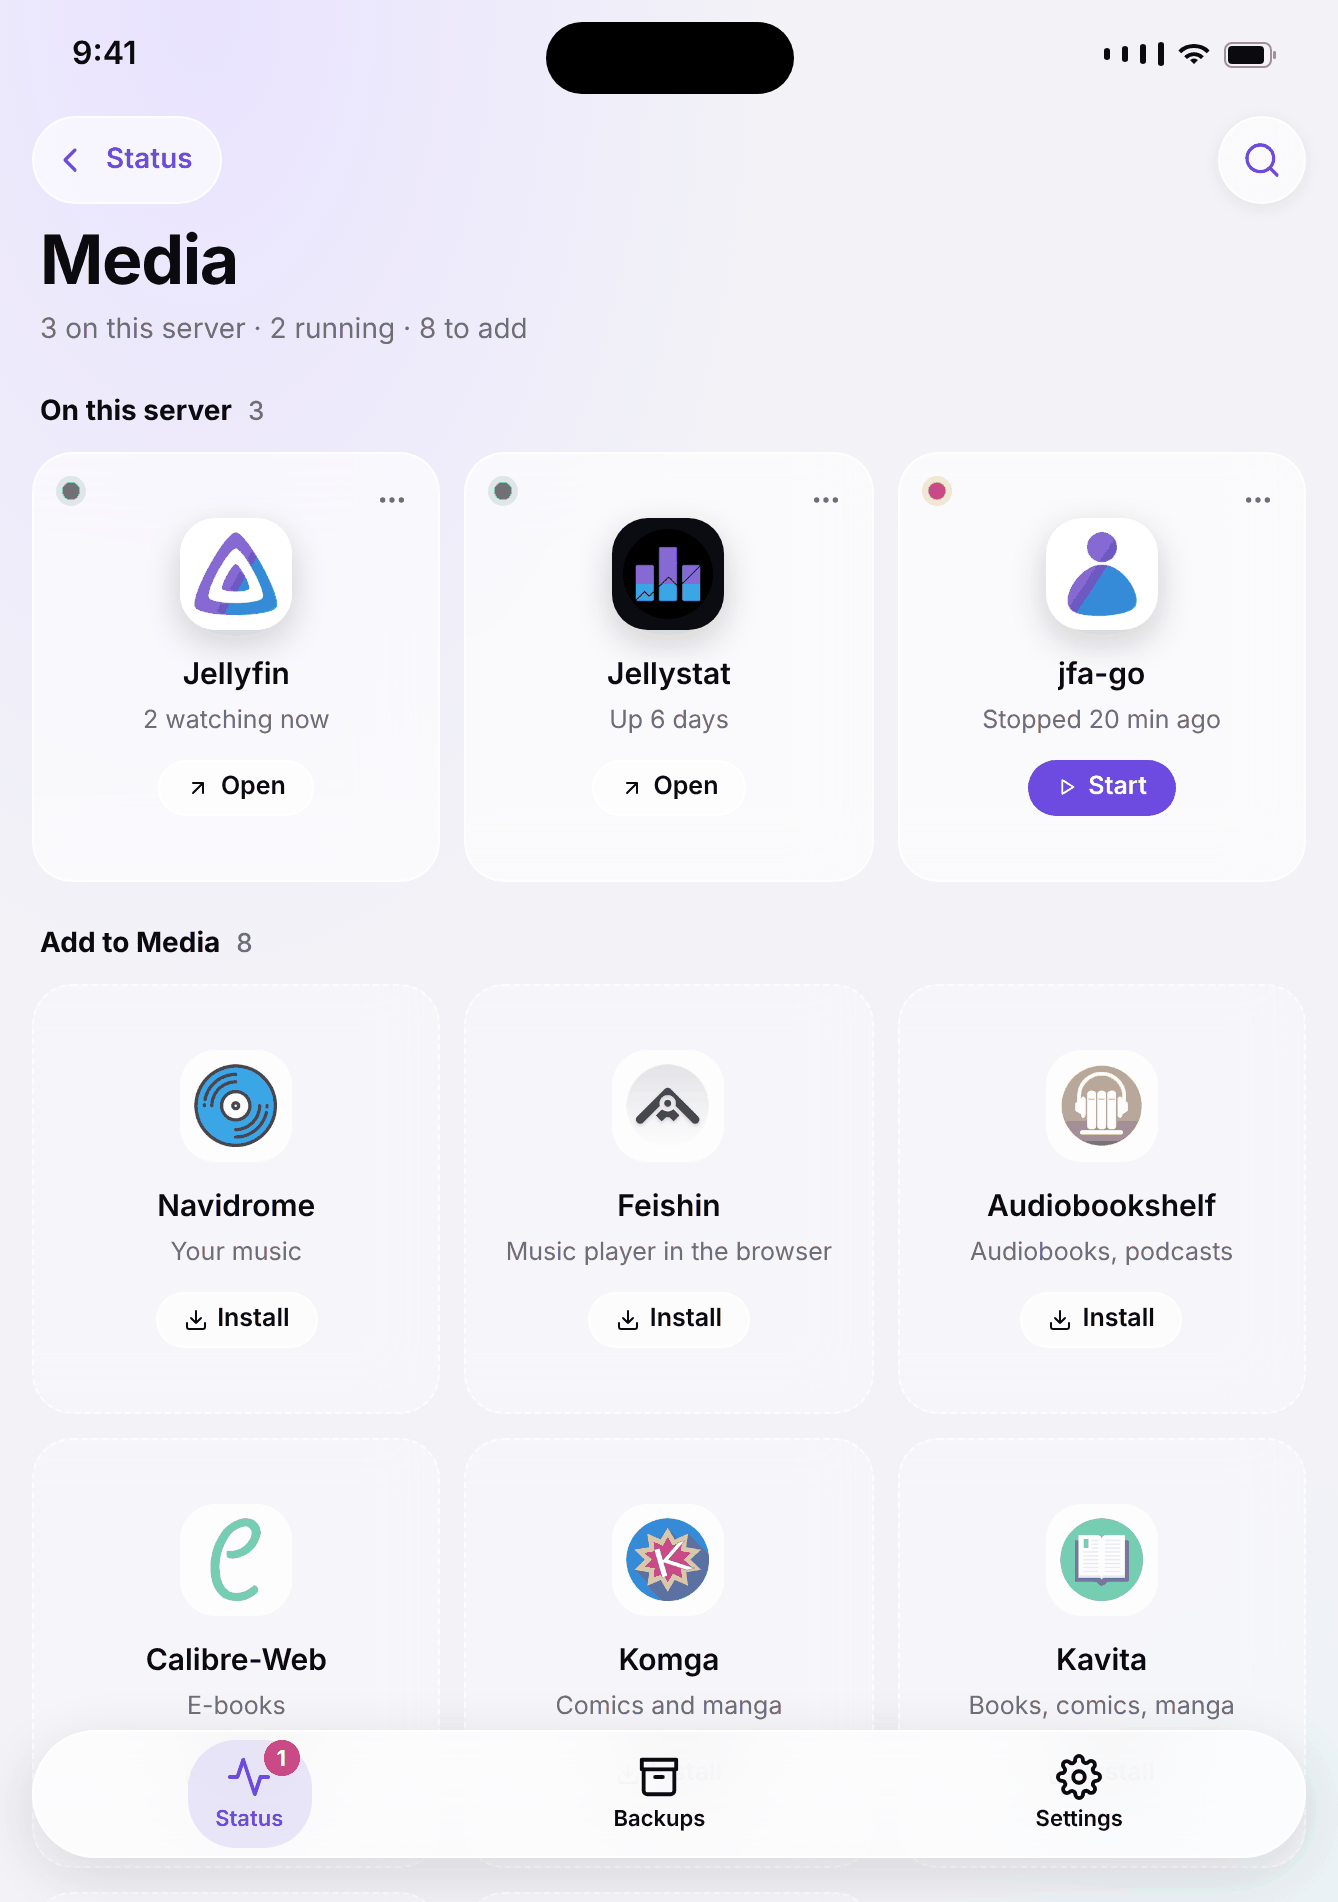 9:41
Status
Media
3 on this server · 2 running · 8 to add
On this server 3
Jellyfin
2 watching now
Open
Jellystat
Up 6 days
Open
jfa-go
Stopped 20 min ago
Start
Add to Media 8
Navidrome
Your music
Install
Feishin
Music player in the browser
Install
Audiobookshelf
Audiobooks, podcasts
Install
Calibre-Web
E-books
Komga
Comics and manga
Kavita
Books, comics, manga
1
Status
Backups
Settings